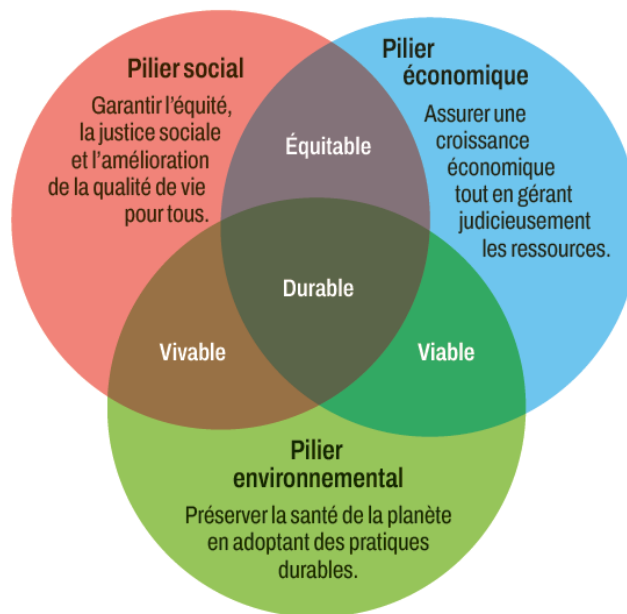 Pilier social
Garantir l’équité,
la justice sociale
et l’amélioration
de la qualité de vie
pour tous.
Pilier
économique
Assurer une
croissance
économique
tout en gérant
judicieusement
les ressources.
Équitable
Durable
Vivable
Viable
Pilier
environnemental
Préserver la santé de la planète
en adoptant des pratiques
durables.